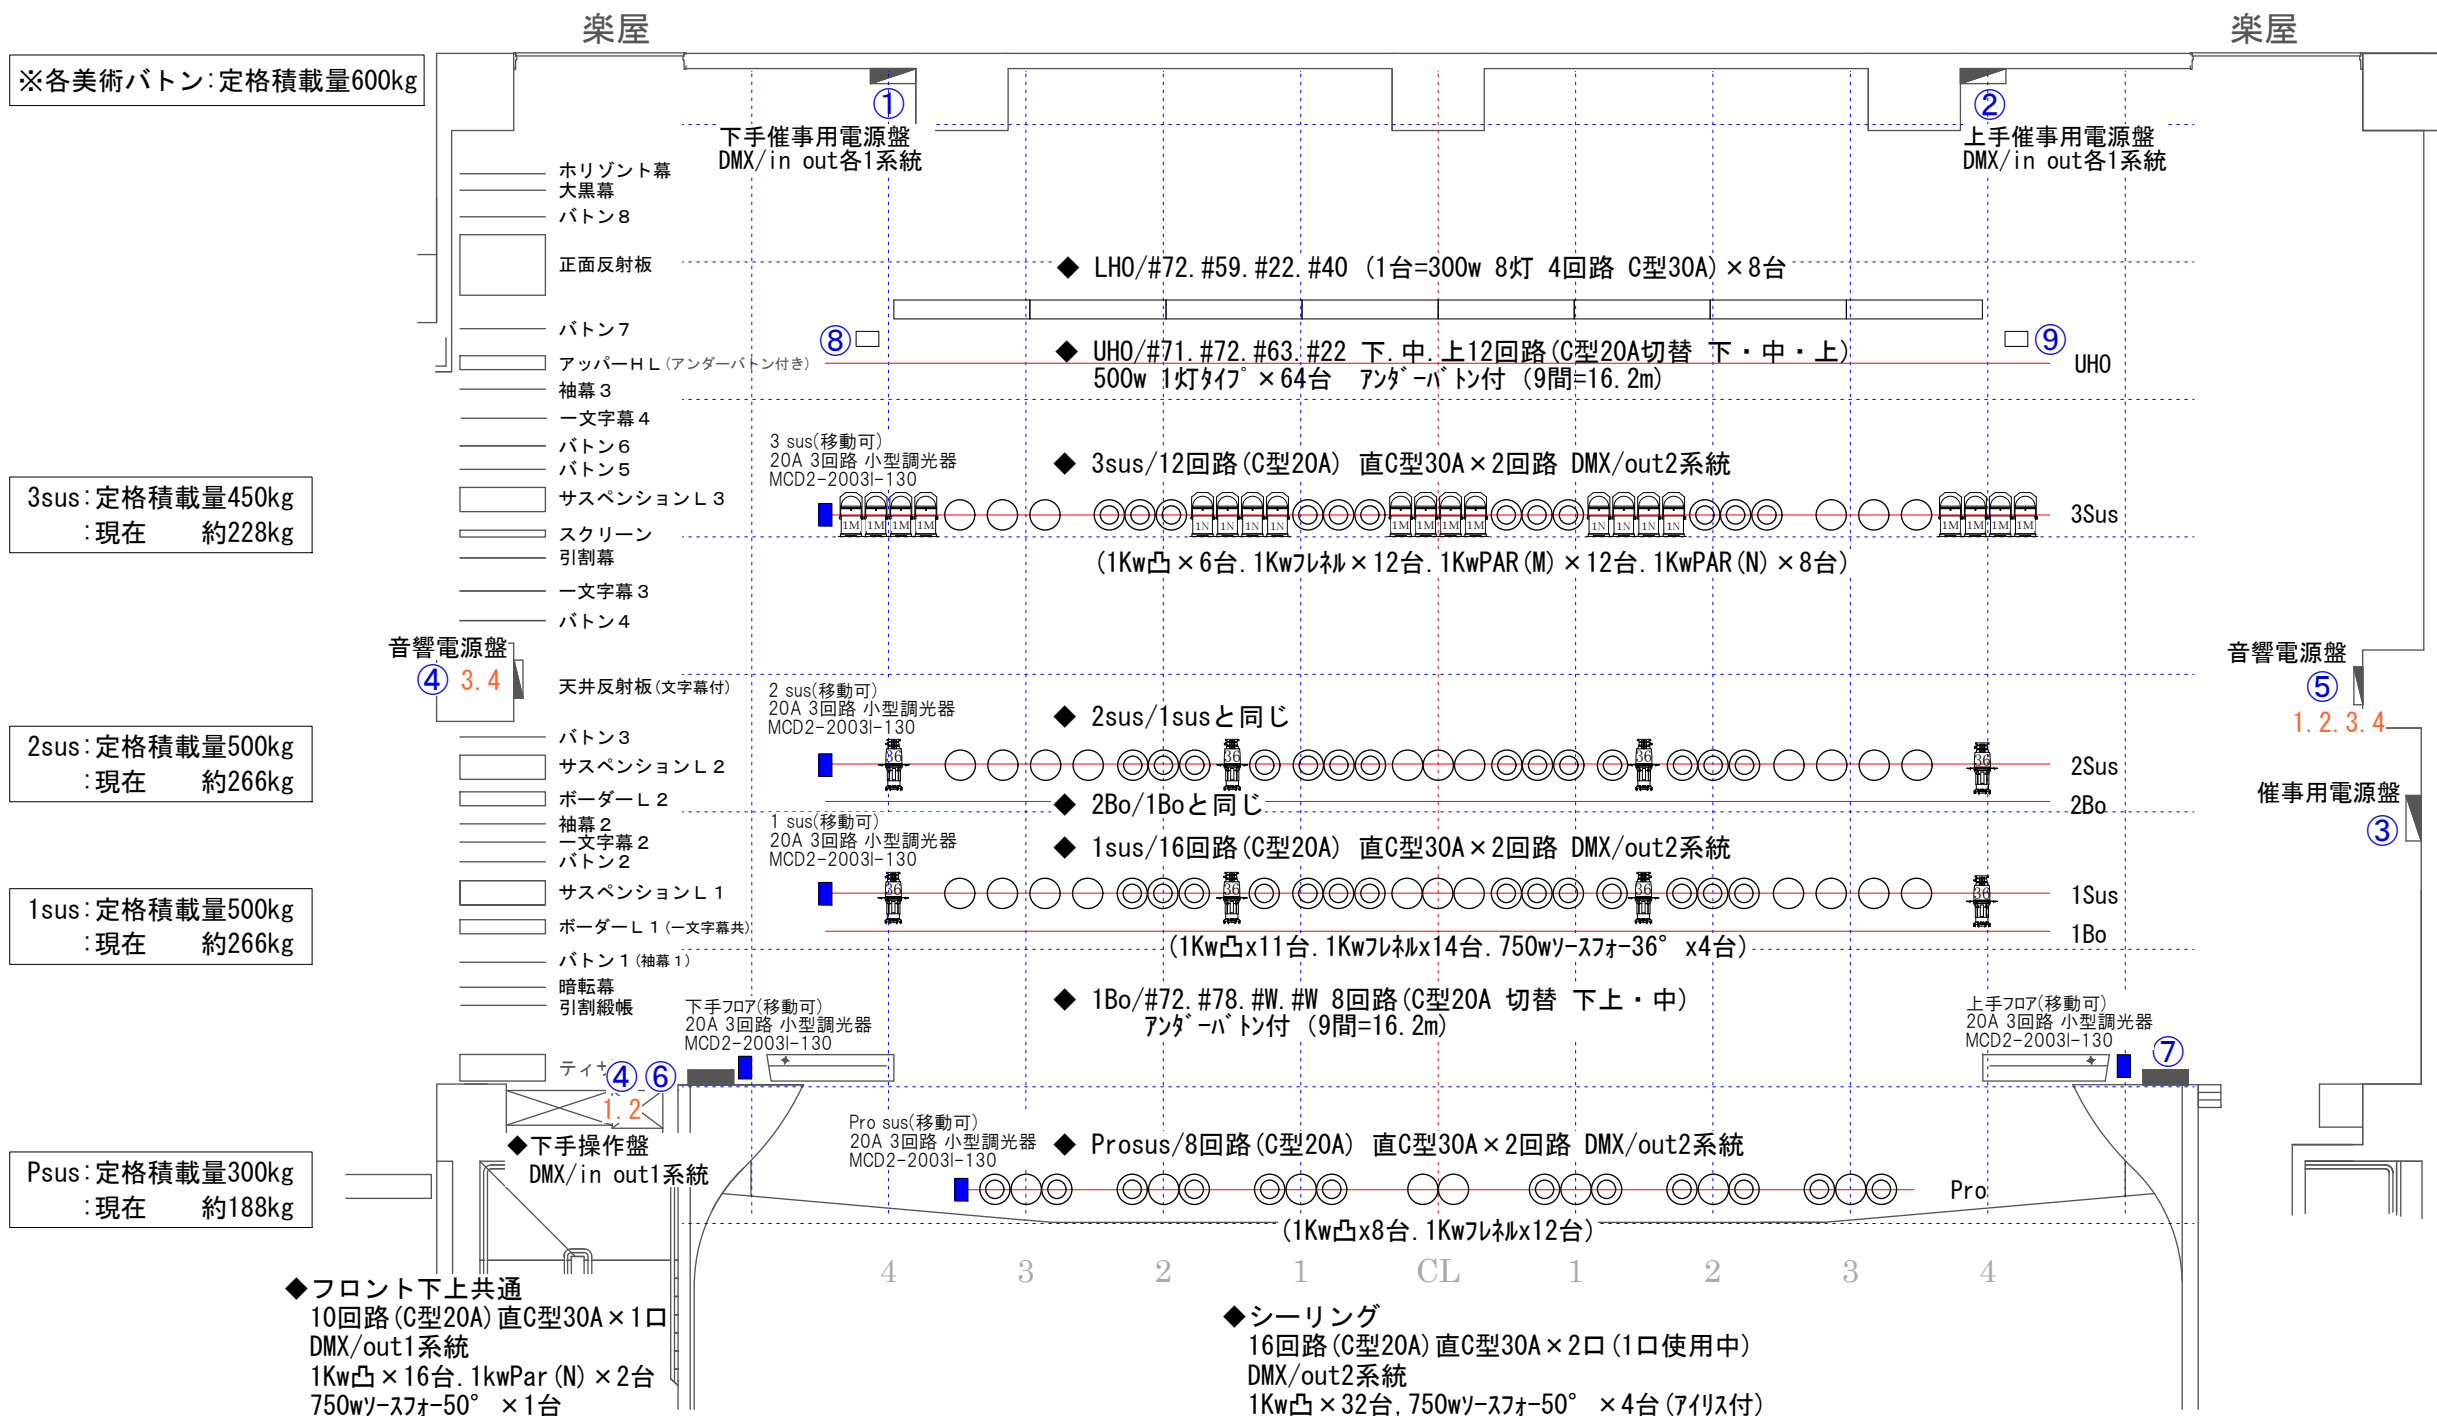 楽屋
楽屋
※各美術バトン:定格積載量600kg
①
②
下手催事用電源盤
DMX/in out各1系統
上手催事用電源盤
DMX/in out各1系統
ホリゾント幕
大黒幕
バトン8
正面反射板
◆ LHO/#72.#59.#22.#40 (1台=300w 8灯 4回路 C型30A)×8台
バトン7
⑧
⑨
◆ UHO/#71.#72.#63.#22 下.中.上12回路(C型20A切替 下・中・上)
アッパーHL(アンダーバトン付き)
UHO
500w 1灯ﾀｲﾌﾟ×64台 ｱﾝﾀﾞｰﾊﾞﾄﾝ付 (9間=16.2m)
袖幕3
一文字幕4
バトン6
バトン5
3 sus(移動可)
20A 3回路 小型調光器
MCD2-2003I-130
◆ 3sus/12回路(C型20A) 直C型30A×2回路 DMX/out2系統
3sus:定格積載量450kg
:現在 約228kg
サスペンションL3
1M 1M 1M 1M 1N 1N 1N 1N 1M 1M 1M 1M 1N 1N 1N 1N 1M 1M 1M 1M
3Sus
スクリーン
引割幕
(1Kw凸×6台.1Kwﾌﾚﾈﾙ×12台.1KwPAR(M)×12台.1KwPAR(N)×8台)
一文字幕3
バトン4
音響電源盤
④ 3.4
音響電源盤
⑤
1.2.3.4
天井反射板(文字幕付)
2 sus(移動可)
20A 3回路 小型調光器
MCD2-2003I-130
◆ 2sus/1susと同じ
2sus:定格積載量500kg
:現在 約266kg
バトン3
サスペンションL2
36 36 36 36
2Sus
ボーダーL2
◆ 2Bo/1Boと同じ
2Bo
催事用電源盤
③
袖幕2
一文字幕2
バトン2
1 sus(移動可)
20A 3回路 小型調光器
MCD2-2003I-130
◆ 1sus/16回路(C型20A) 直C型30A×2回路 DMX/out2系統
1sus:定格積載量500kg
:現在 約266kg
サスペンションL1
36 36 36 36
1Sus
ボーダーL1(一文字幕共)
1Bo
(1Kw凸x11台.1Kwﾌﾚﾈﾙx14台.750wｿｰｽﾌｫｰ36° x4台)
バトン1(袖幕1)
暗転幕
引割緞帳
◆ 1Bo/#72.#78.#W.#W 8回路(C型20A 切替 下上・中)
ｱﾝﾀﾞｰﾊﾞﾄﾝ付 (9間=16.2m)
下手ﾌﾛｱ(移動可)
20A 3回路 小型調光器
MCD2-2003I-130
上手ﾌﾛｱ(移動可)
20A 3回路 小型調光器
MCD2-2003I-130
⑦
ティ
④ ⑥
1.2
◆下手操作盤
DMX/in out1系統
Pro sus(移動可)
20A 3回路 小型調光器
MCD2-2003I-130
◆ Prosus/8回路(C型20A) 直C型30A×2回路 DMX/out2系統
Psus:定格積載量300kg
:現在 約188kg
Pro
(1Kw凸x8台.1Kwﾌﾚﾈﾙx12台)
4 3 2 1 CL 1 2 3 4
◆フロント下上共通
10回路(C型20A)直C型30A×1口
DMX/out1系統
1Kw凸×16台.1kwPar(N)×2台
750wｿｰｽﾌｫｰ50° ×1台
◆シーリング
16回路(C型20A)直C型30A×2口(1口使用中)
DMX/out2系統
1Kw凸×32台,750wｿｰｽﾌｫｰ50° ×4台(ｱｲﾘｽ付)